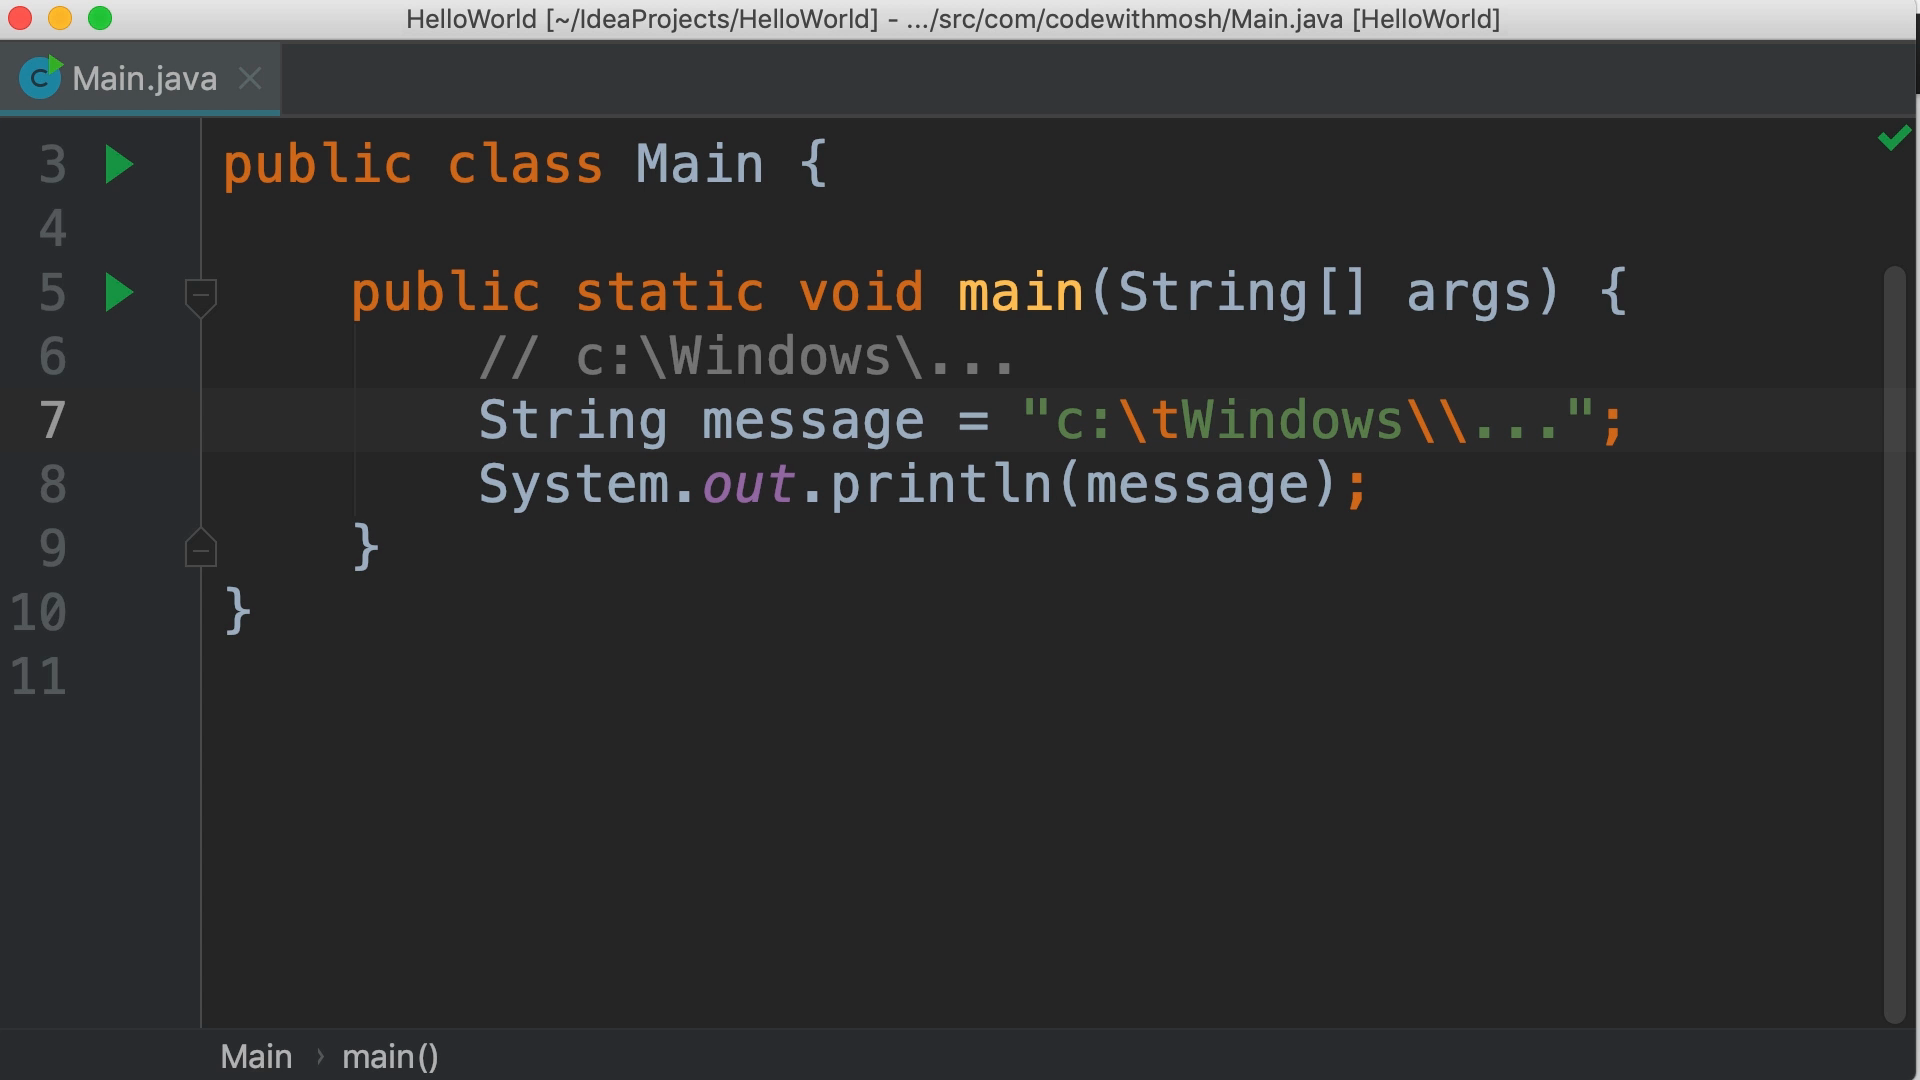 HelloWorld [~/IdeaProjects/HelloWorld] - .../src/com/codewithmosh/Main.java [HelloWorld]
C Main.java
3 public class Main {
4
5 public static void main(String[] args) {
6 // c:\Windows\...
7 String message = "c:\tWindows\\...";
8 System.out.println(message);
9 }
10 }
11
Main › main()